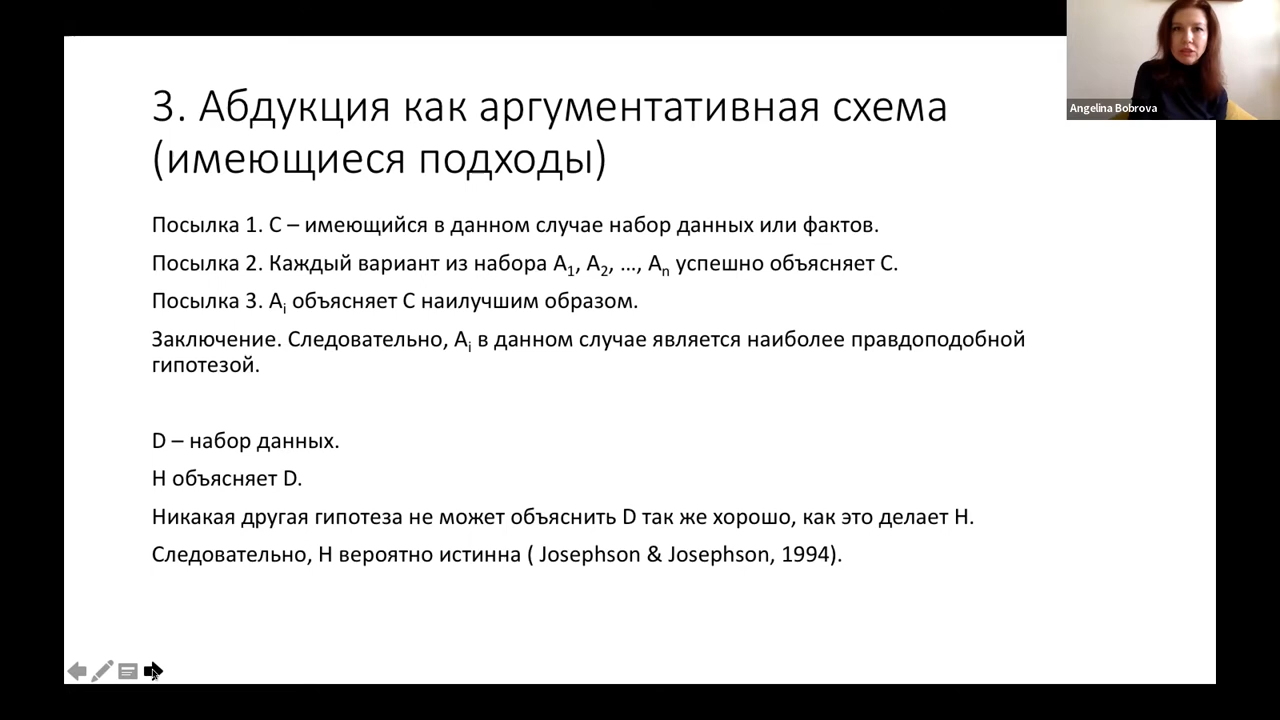 3. Абдукция как аргументативная схема
(имеющиеся подходы)
Angelina Bobrova
Посылка 1. C – имеющийся в данном случае набор данных или фактов.
Посылка 2. Каждый вариант из набора A1, A2, …, An успешно объясняет C.
Посылка 3. Ai объясняет C наилучшим образом.
Заключение. Следовательно, Ai в данном случае является наиболее правдоподобной
гипотезой.
D – набор данных.
H объясняет D.
Никакая другая гипотеза не может объяснить D так же хорошо, как это делает H.
Следовательно, H вероятно истинна ( Josephson & Josephson, 1994).